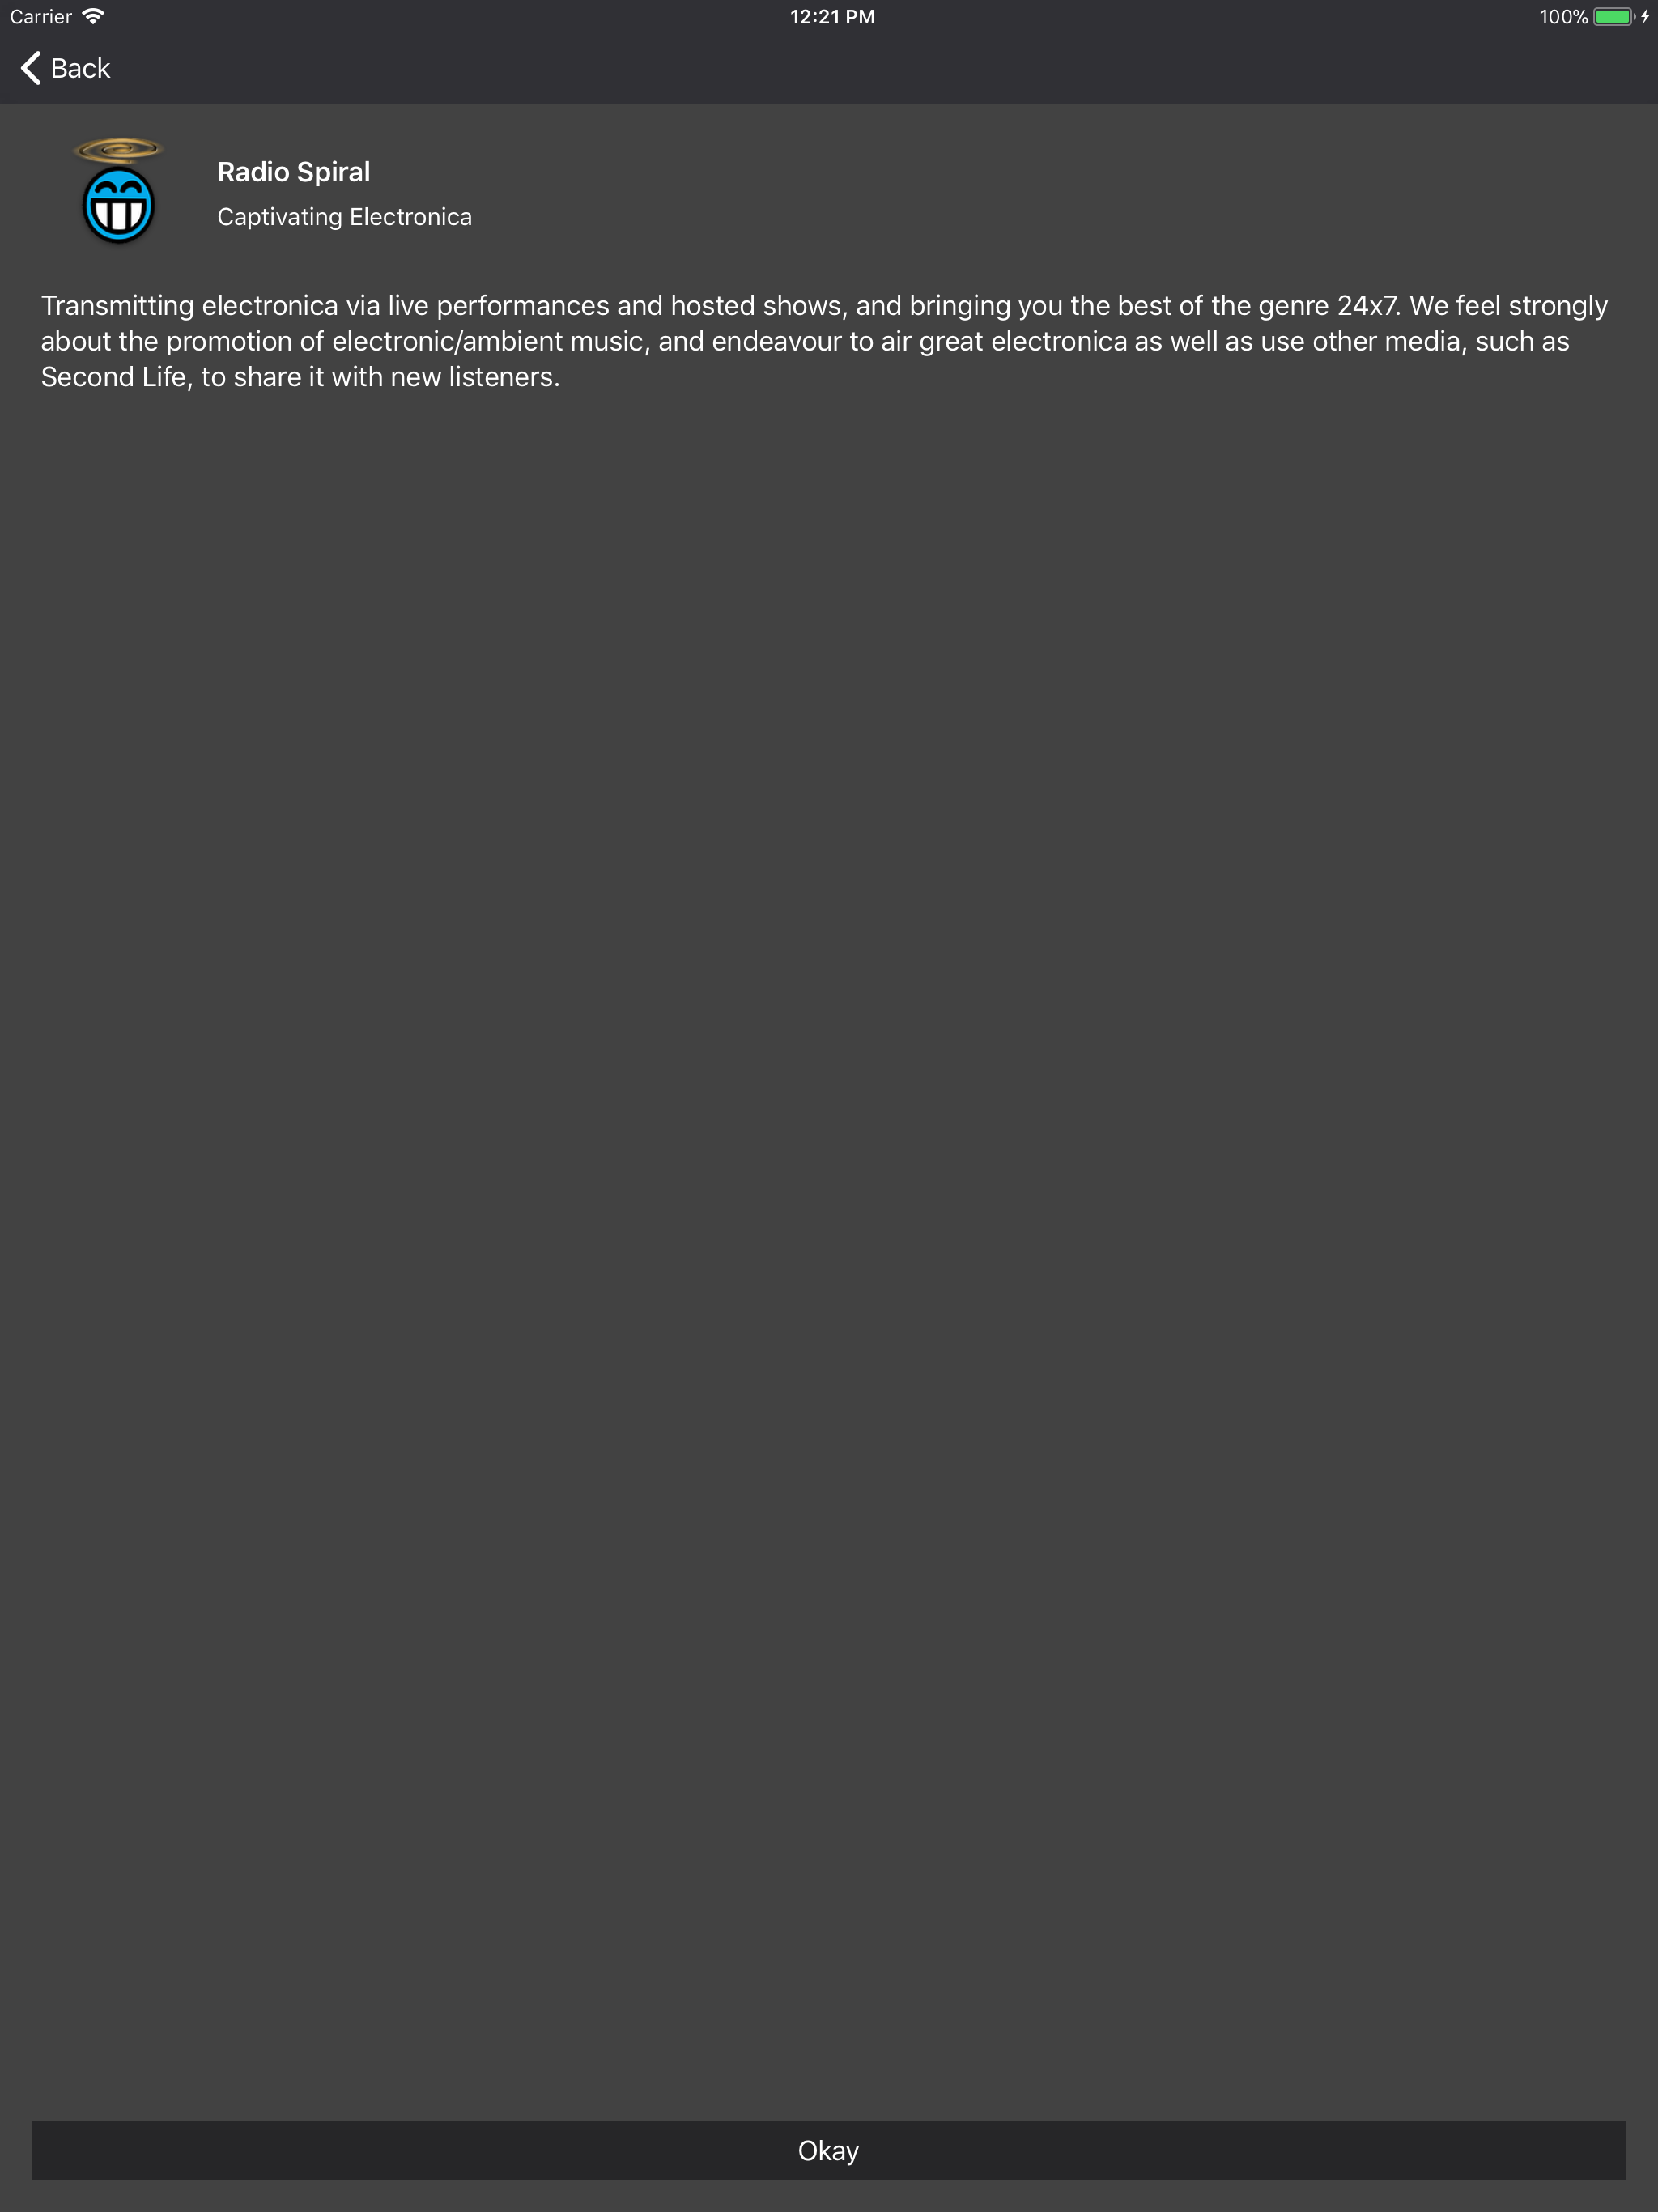 Carrier
12:21 PM
100%
Back
Radio Spiral
Captivating Electronica
Transmitting electronica via live performances and hosted shows, and bringing you the best of the genre 24x7. We feel strongly
about the promotion of electronic/ambient music, and endeavour to air great electronica as well as use other media, such as
Second Life, to share it with new listeners.
Okay